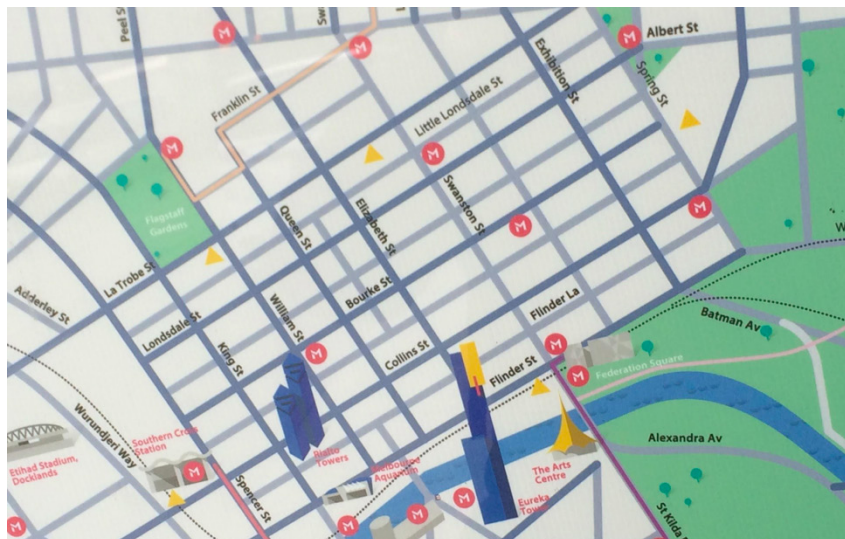 Peel S
Albert St
Exhibition St
Spring St
Franklin St
Little Londsdale St
Flagstaff
Gardens
Queen St
Elizabeth St
Swanston St
La Trobe St
Adderley St
Bourke St
Londsdale St
William St
King St
Flinder La
Batman Av
Collins St
Flinder St
Federation Square
Wurundjeri Way
Southern Cross
Station
Etihad Stadium,
Docklands
Rialto
Towers
Melbourne
Aquarium
Spencer St
The Arts
Centre
Eureka
Tower
Alexandra Av
St Kilda
M
M
M
M
M
M
M
M
M
M
M
M
M
M